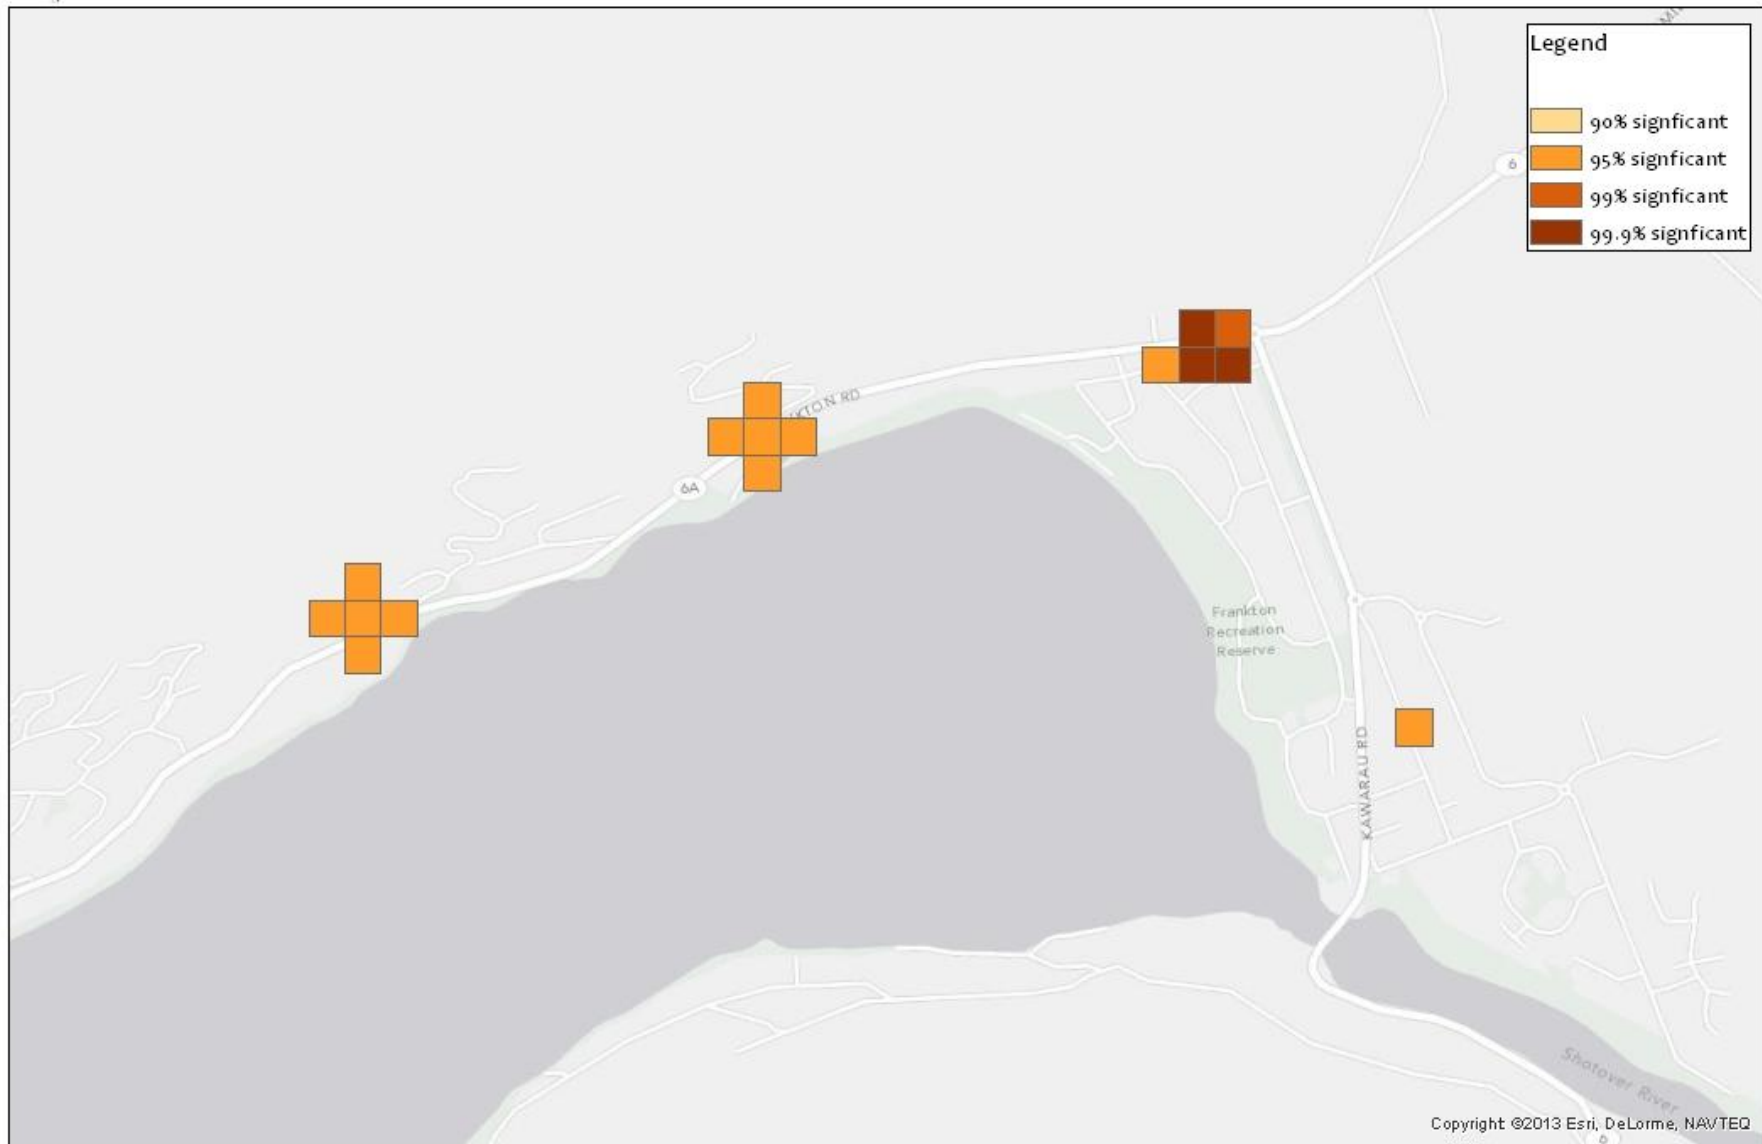 Legend
90% signficant
95% signficant
99% signficant
99.9% signficant
6
KTON RD
6A
Frankton
Recreation
Reserve
KAWARAU RD
Shotover River
6
Copyright ©2013 Esri, DeLorme, NAVTEQ